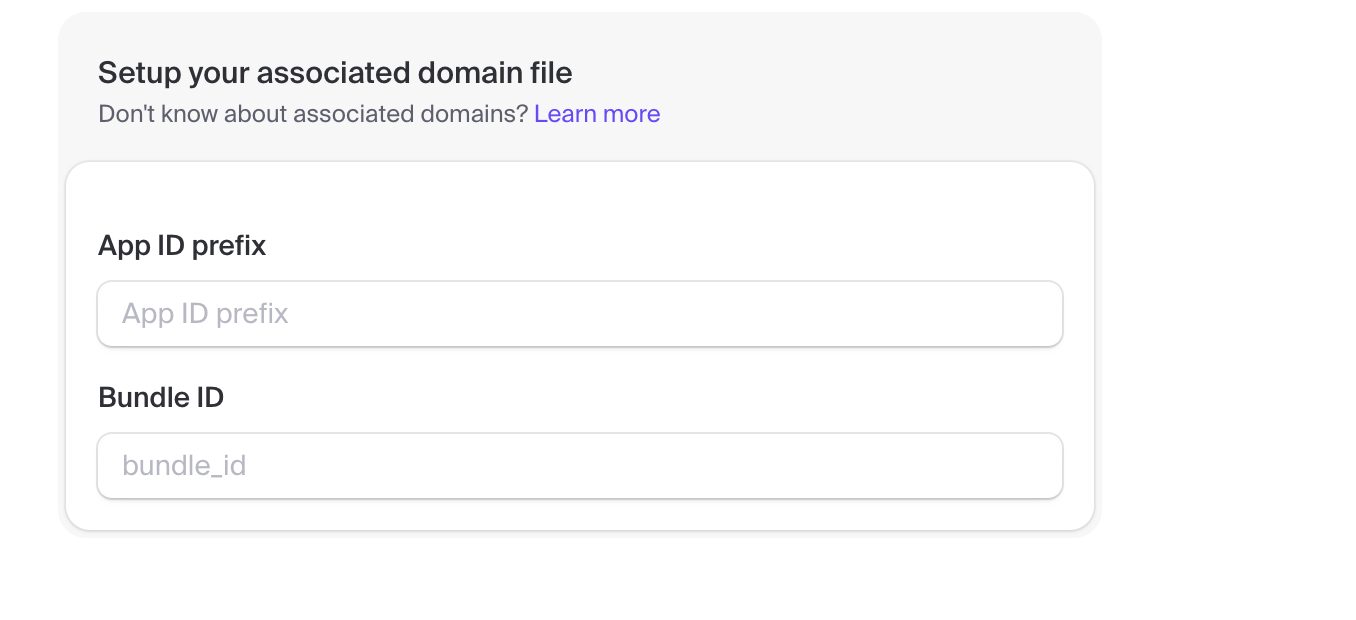 Setup your associated domain file
Don't know about associated domains? Learn more
App ID prefix
App ID prefix
Bundle ID
bundle_id